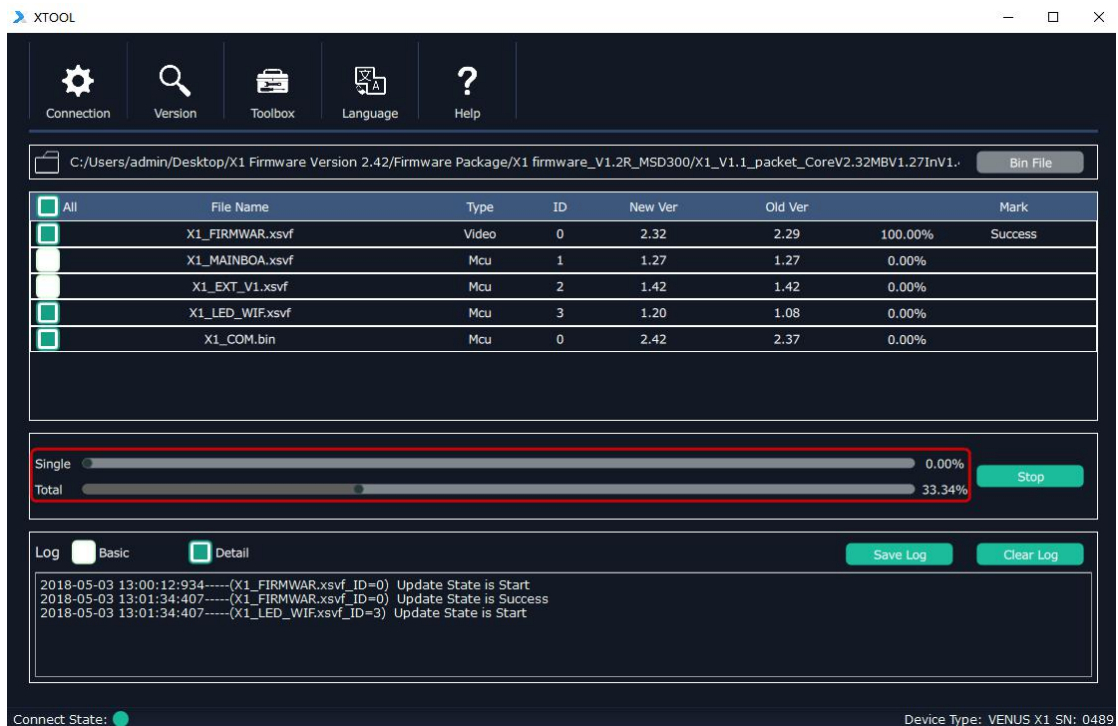 XTOOL
Connection Version Toolbox Language Help
C:/Users/admin/Desktop/X1 Firmware Version 2.42/Firmware Package/X1 firmware_V1.2R_MSD300/X1_V1.1_packet_CoreV2.32MBV1.27InV1. Bin File
All File Name Type ID New Ver Old Ver Mark
X1_FIRMWAR.xsvf Video 0 2.32 2.29 100.00% Success
X1_MAINBOA.xsvf Mcu 1 1.27 1.27 0.00%
X1_EXT_V1.xsvf Mcu 2 1.42 1.42 0.00%
X1_LED_WIF.xsvf Mcu 3 1.20 1.08 0.00%
X1_COM.bin Mcu 0 2.42 2.37 0.00%
Single 0.00%
Stop
Total 33.34%
Log Basic Detail Save Log Clear Log
2018-05-03 13:00:12:934-----(X1_FIRMWAR.xsvf_ID=0) Update State is Start
2018-05-03 13:01:34:407-----(X1_FIRMWAR.xsvf_ID=0) Update State is Success
2018-05-03 13:01:34:407-----(X1_LED_WIF.xsvf_ID=3) Update State is Start
Connect State: Device Type: VENUS X1 SN: 0489